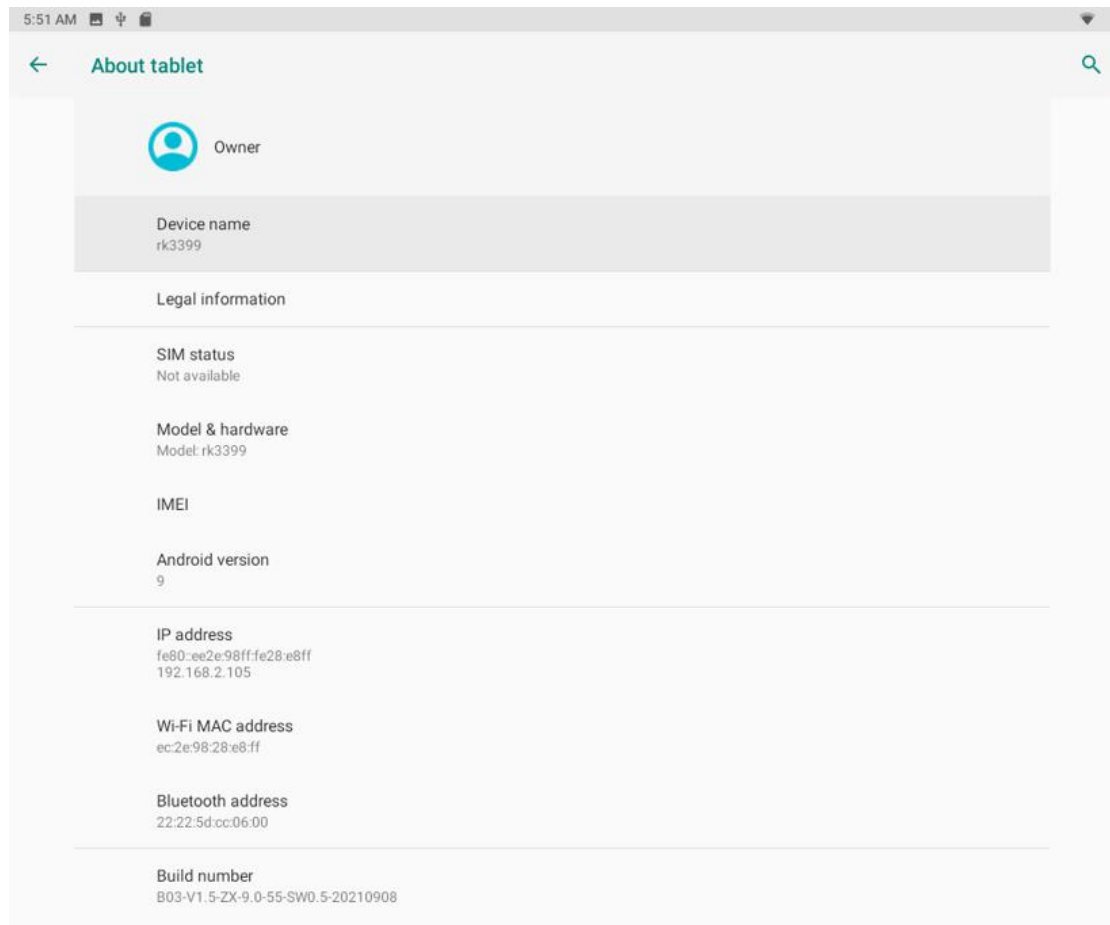 5:51 AM
About tablet
Owner
Device name
rk3399
Legal information
SIM status
Not available
Model & hardware
Model: rk3399
IMEI
Android version
9
IP address
fe80::ee2e:98ff:fe28:e8ff
192.168.2.105
Wi-Fi MAC address
ec:2e:98:28:e8:ff
Bluetooth address
22:22:5d:cc:06:00
Build number
B03-V1.5-ZX-9.0-55-SW0.5-20210908